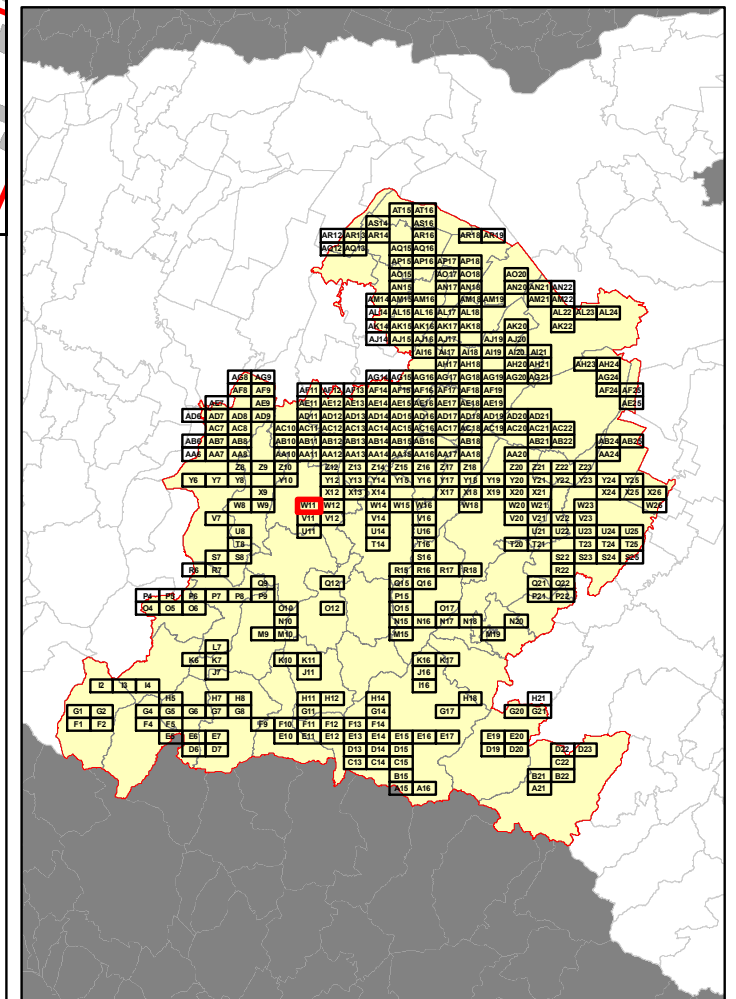 AT15 AT16
AS14 AS16
AR12 AR13 AR14 AR16 AR18 AR19
AQ12 AQ13 AQ15 AQ16
AP15 AP16 AP17 AP18
AO15 AO17 AO18 AO20
AN15 AN17 AN18 AN20 AN21 AN22
AM14 AM15 AM16 AM18 AM19 AM21 AM22
AL14 AL15 AL16 AL17 AL18 AL22 AL23 AL24
AK14 AK15 AK16 AK17 AK18 AK20 AK22
AJ14 AJ15 AJ16 AJ17 AJ19 AJ20
AI16 AI17 AI18 AI19 AI20 AI21
AH17 AH18 AH20 AH21 AH23 AH24
AG8 AG9 AG14 AG15 AG16 AG17 AG18 AG19 AG20 AG21 AG24
AF8 AF9 AF11 AF12 AF13 AF14 AF15 AF16 AF17 AF18 AF19 AF24 AF25
AE7 AE9 AE11 AE12 AE13 AE14 AE15 AE16 AE17 AE18 AE19 AE25
AD6 AD7 AD8 AD9 AD11 AD12 AD13 AD14 AD15 AD16 AD17 AD18 AD19 AD20 AD21
AC7 AC8 AC10 AC11 AC12 AC13 AC14 AC15 AC16 AC17 AC18 AC19 AC20 AC21 AC22
AB6 AB7 AB8 AB10 AB11 AB12 AB13 AB14 AB15 AB16 AB18 AB21 AB22 AB24 AB25
AA6 AA7 AA8 AA10 AA11 AA12 AA13 AA14 AA15 AA16 AA17 AA18 AA20 AA24
Z8 Z9 Z10 Z12 Z13 Z14 Z15 Z16 Z17 Z18 Z20 Z21 Z22 Z23
Y6 Y7 Y8 Y10 Y12 Y13 Y14 Y15 Y16 Y17 Y18 Y19 Y20 Y21 Y22 Y23 Y24 Y25
X9 X12 X13 X14 X17 X18 X19 X20 X21 X24 X25 X26
W8 W9 W11 W12 W14 W15 W16 W18 W20 W21 W23 W26
V7 V11 V12 V14 V16 V20 V21 V22 V23
U8 U11 U14 U16 U21 U22 U23 U24 U25
T8 T14 T16 T20 T21 T23 T24 T25
S7 S8 S16 S22 S23 S24 S25
R6 R7 R15 R16 R17 R18 R22
Q9 Q12 Q15 Q16 Q21 Q22
P4 P5 P6 P7 P8 P9 P15 P21 P22
O4 O5 O6 O10 O12 O15 O17
N10 N15 N16 N17 N18 N20
M9 M10 M15 M19
L7
K6 K7 K10 K11 K16 K17
J7 J11 J16
I2 I3 I4 I16
H5 H7 H8 H11 H12 H14 H18 H21
G1 G2 G4 G5 G6 G7 G8 G11 G14 G17 G20 G21
F1 F2 F4 F5 F9 F10 F11 F12 F13 F14
E5 E6 E7 E10 E11 E12 E13 E14 E15 E16 E17 E19 E20
D6 D7 D13 D14 D15 D19 D20 D22 D23
C13 C14 C15 C22
B15 B21 B22
A15 A16 A21